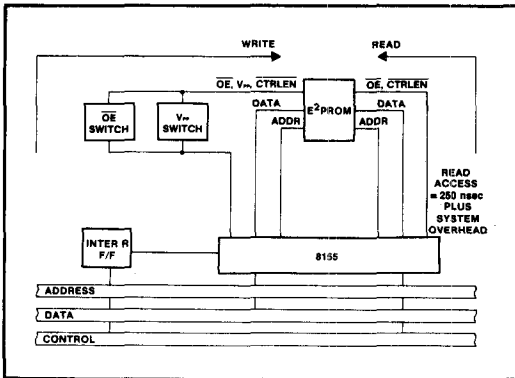 WRITE
READ
OE, VPP, CTRLEN
OE, CTRLEN
E2PROM
DATA
DATA
ADDR
ADDR
OE
SWITCH
VPP
SWITCH
READ
ACCESS
= 250 nsec
PLUS
SYSTEM
OVERHEAD
INTER R
F/F
8155
ADDRESS
DATA
CONTROL